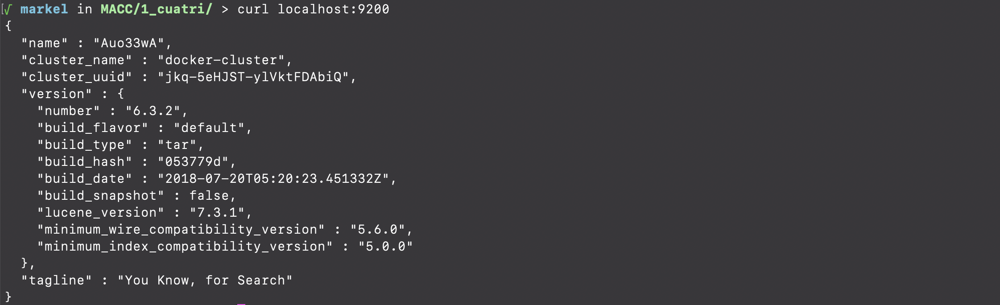 √ markel in MACC/1_cuatri/ > curl localhost:9200
{
  "name" : "Auo33wA",
  "cluster_name" : "docker-cluster",
  "cluster_uuid" : "jkq-5eHJST-ylVktFDAbiQ",
  "version" : {
    "number" : "6.3.2",
    "build_flavor" : "default",
    "build_type" : "tar",
    "build_hash" : "053779d",
    "build_date" : "2018-07-20T05:20:23.451332Z",
    "build_snapshot" : false,
    "lucene_version" : "7.3.1",
    "minimum_wire_compatibility_version" : "5.6.0",
    "minimum_index_compatibility_version" : "5.0.0"
  },
  "tagline" : "You Know, for Search"
}